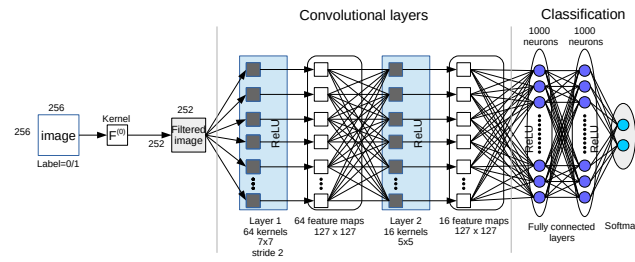 Convolutional layers
Classification
1000
neurons
1000
neurons
256
256
image
Label=0/1
Kernel
F(0)
252
252
Filtered
image
ReLU
ReLU
ReLU
ReLU
Layer 1
64 kernels
7x7
stride 2
64 feature maps
127 x 127
Layer 2
16 kernels
5x5
16 feature maps
127 x 127
Fully connected
layers
Softma